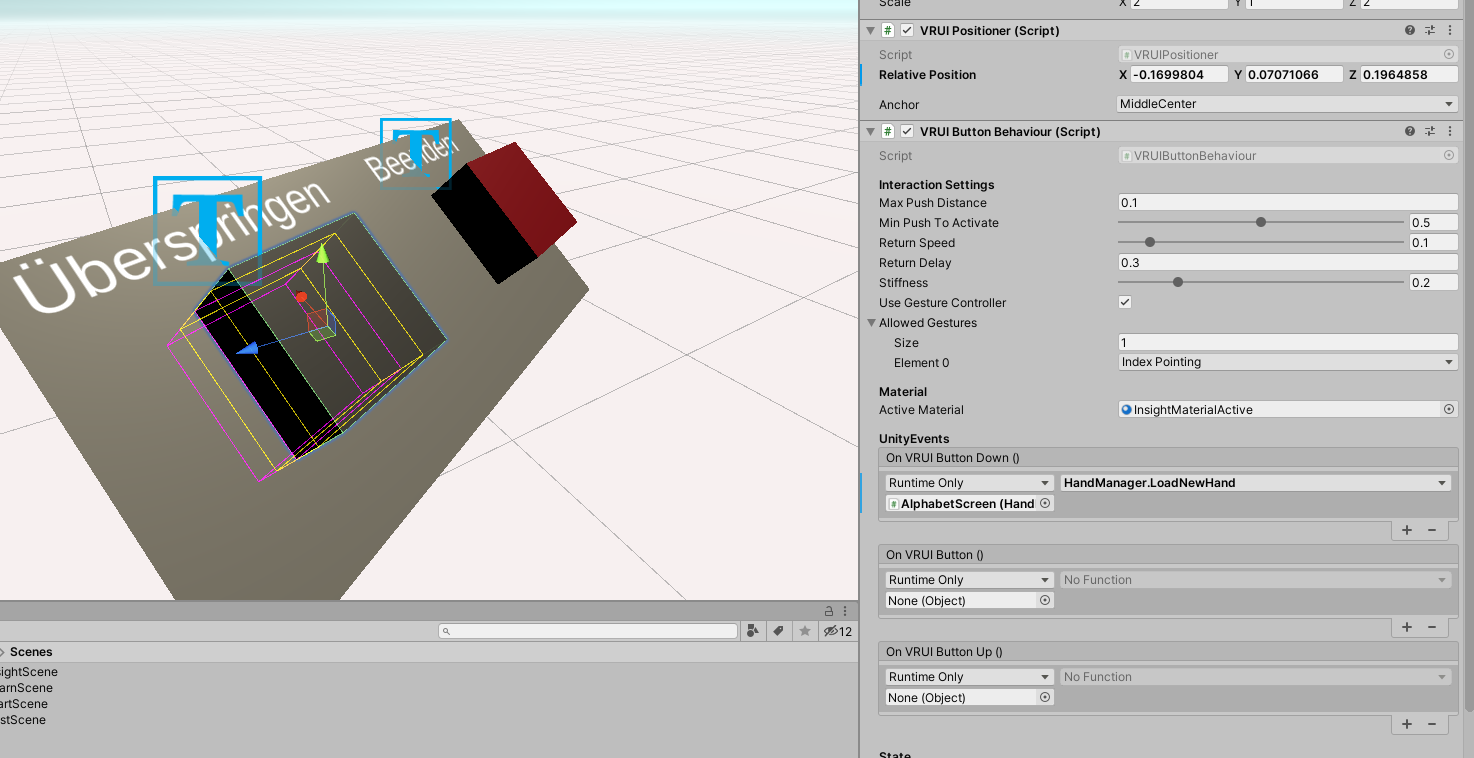 Scale X 2 Y 1 Z 2
# VRUI Positioner (Script)
Script # VRUIPositioner
Relative Position X -0.1699804 Y 0.07071066 Z 0.1964858
Anchor MiddleCenter
# VRUI Button Behaviour (Script)
Script # VRUIButtonBehaviour
Interaction Settings
Max Push Distance 0.1
Min Push To Activate 0.5
Return Speed 0.1
Return Delay 0.3
Stiffness 0.2
Use Gesture Controller
Allowed Gestures
Size 1
Element 0 Index Pointing
Material
Active Material InsightMaterialActive
UnityEvents
On VRUI Button Down ()
Runtime Only HandManager.LoadNewHand
# AlphabetScreen (Hand
+ −
On VRUI Button ()
Runtime Only No Function
None (Object)
+ −
On VRUI Button Up ()
Runtime Only No Function
None (Object)
+ −
State
Beenden
T
Überspringen
T
12
Scenes
ightScene
arnScene
artScene
stScene